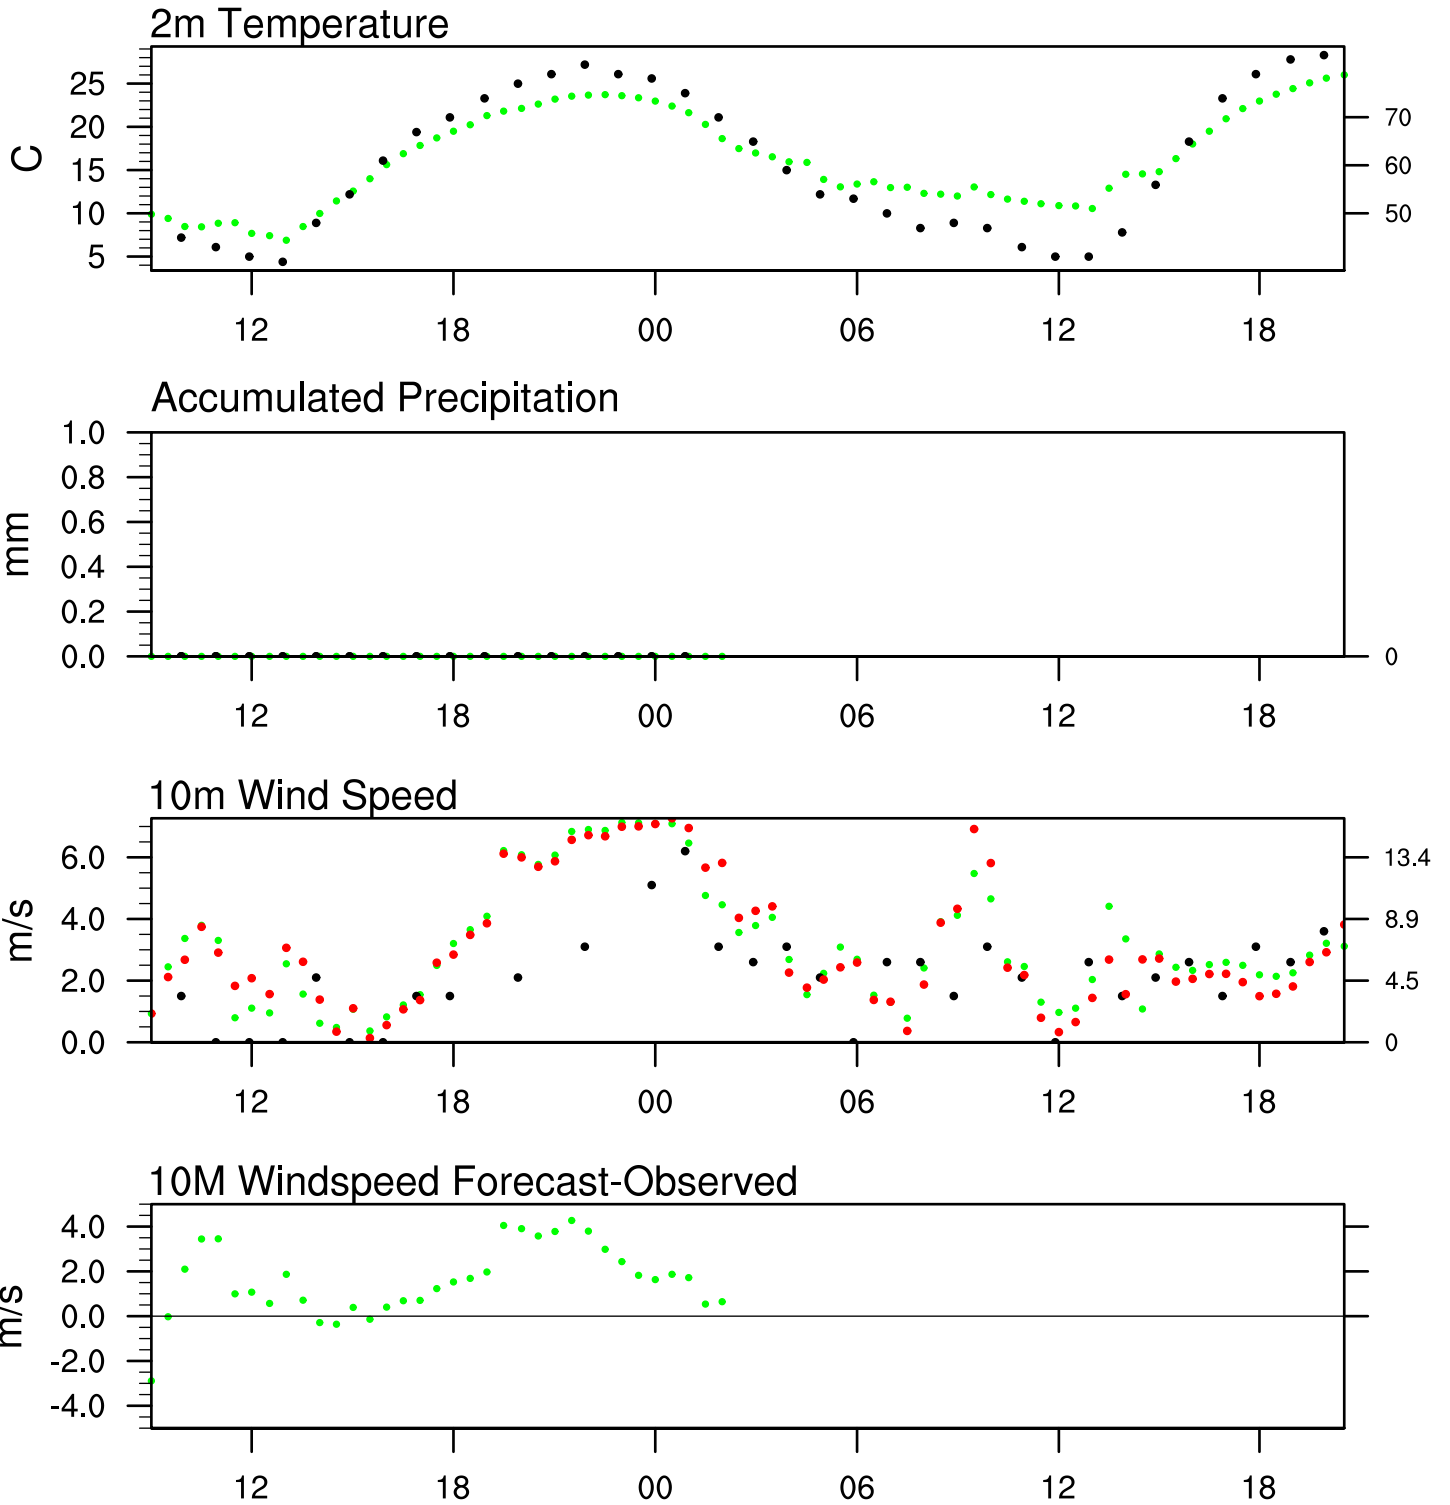 2m Temperature
25
20
15
10
5
C
70
60
50
12 18 00 06 12 18
Accumulated Precipitation
1.0
0.8
0.6
0.4
0.2
0.0
mm
0
12 18 00 06 12 18
10m Wind Speed
6.0
4.0
2.0
0.0
m/s
13.4
8.9
4.5
0
12 18 00 06 12 18
10M Windspeed Forecast-Observed
4.0
2.0
0.0
-2.0
-4.0
m/s
12 18 00 06 12 18